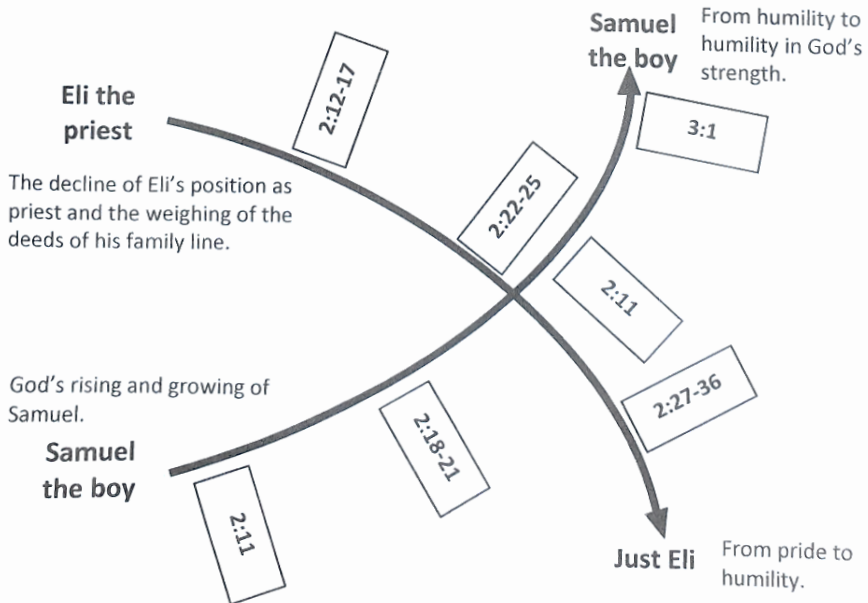 Samuel
the boy
From humility to
humility in God's
strength.
Eli the
priest
2:12-17
3:1
The decline of Eli's position as
priest and the weighing of the
deeds of his family line.
2:22-25
2:11
God's rising and growing of
Samuel.
2:27-36
2:18-21
Samuel
the boy
2:11
Just Eli
From pride to
humility.